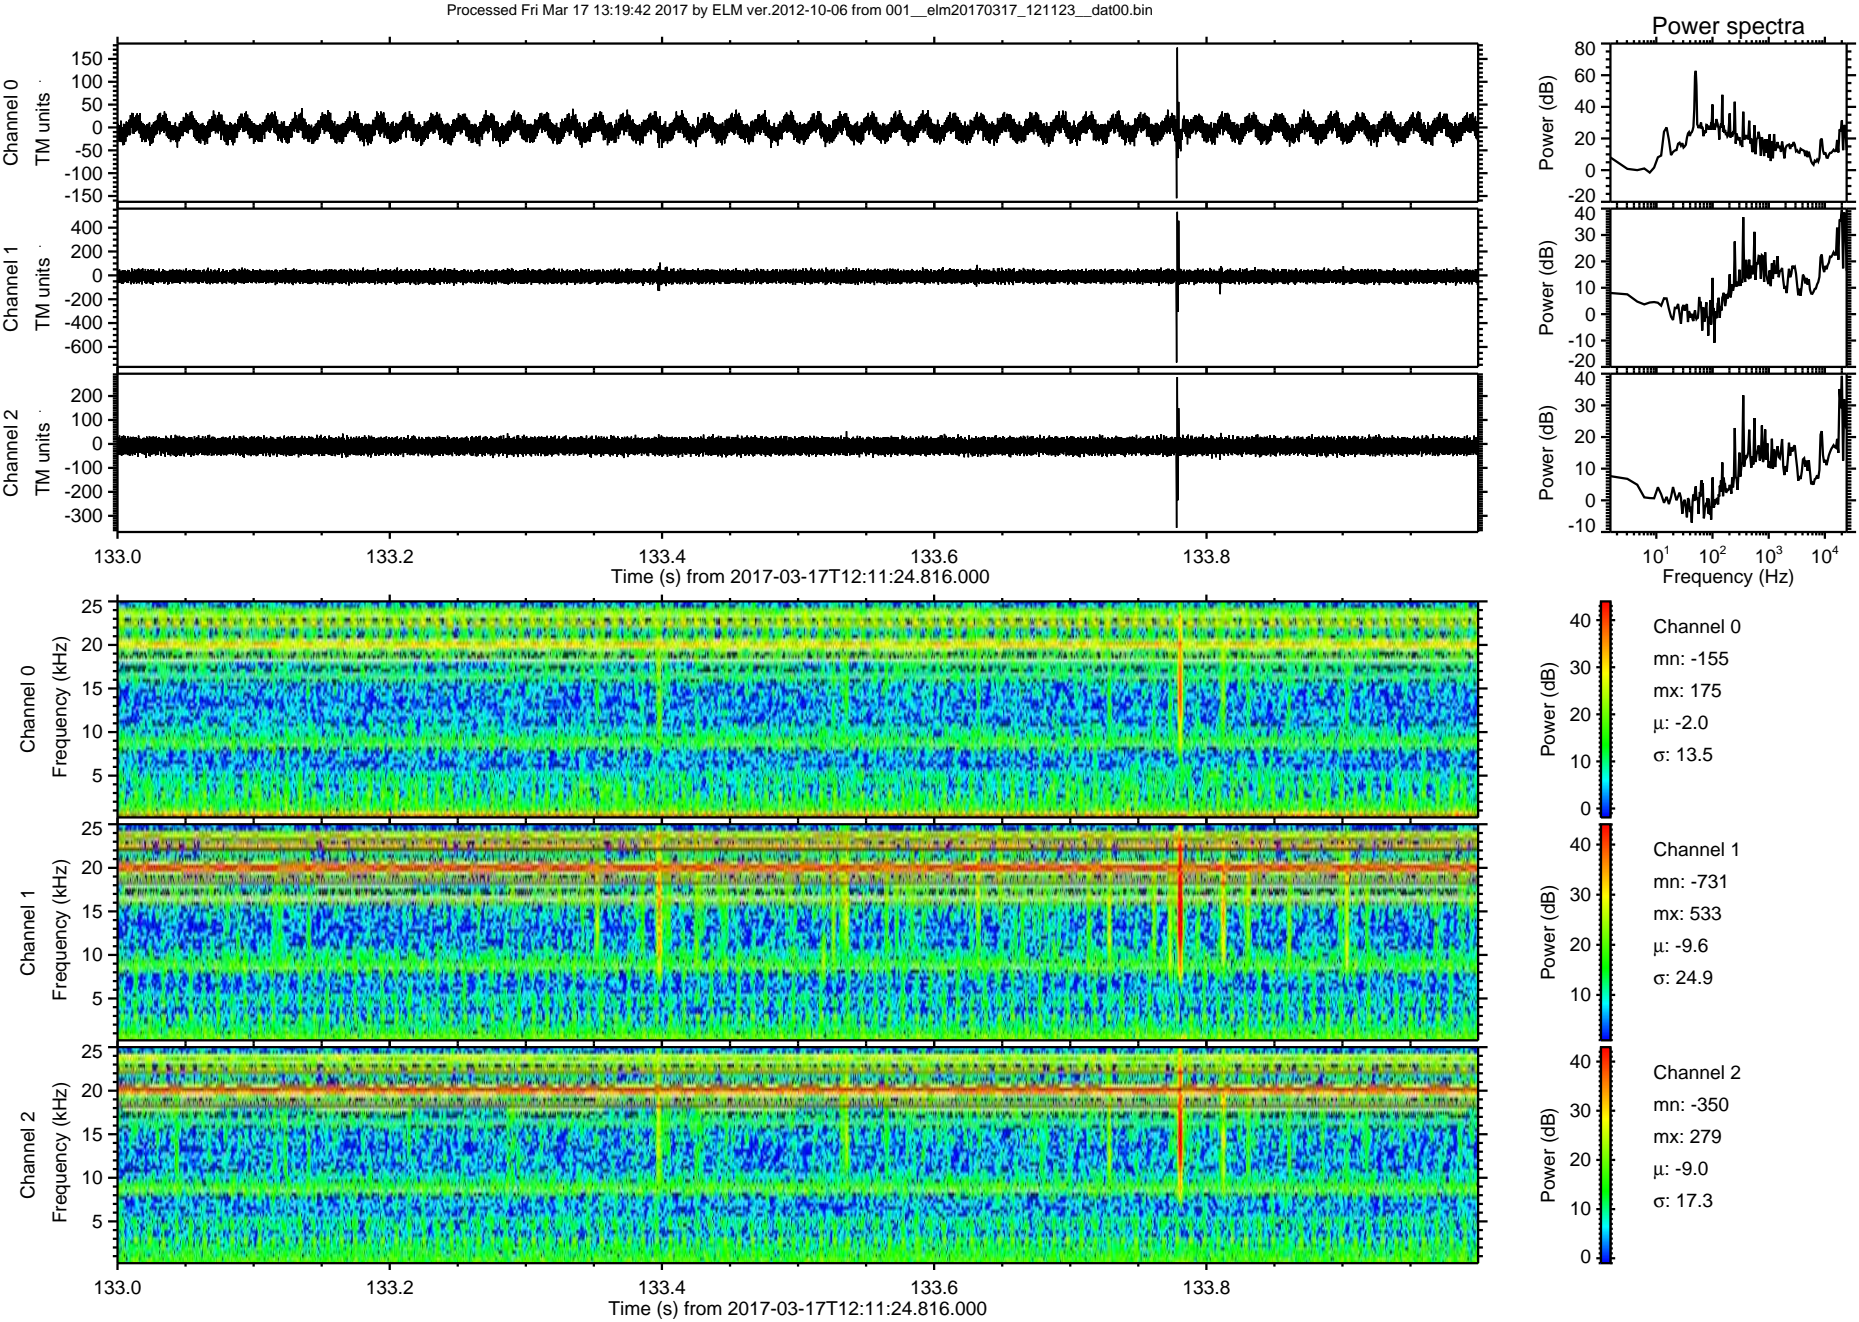 Processed Fri Mar 17 13:19:42 2017 by ELM ver.2012-10-06 from 001__elm20170317_121123__dat00.bin
Power spectra
Channel 0
TM units
150
100
50
0
-50
-100
-150
Power (dB)
80
60
40
20
0
-20
Channel 1
TM units
400
200
0
-200
-400
-600
Power (dB)
40
30
20
10
0
-10
-20
Channel 2
TM units
200
100
0
-100
-200
-300
Power (dB)
40
30
20
10
0
-10
133.0 133.2 133.4 133.6 133.8
Time (s) from 2017-03-17T12:11:24.816.000
10¹ 10² 10³ 10⁴
Frequency (Hz)
Channel 0
Frequency (kHz)
25
20
15
10
5
Power (dB)
40
30
20
10
0
Channel 0
mn: -155
mx: 175
μ: -2.0
σ: 13.5
Channel 1
Frequency (kHz)
25
20
15
10
5
Power (dB)
40
30
20
10
Channel 1
mn: -731
mx: 533
μ: -9.6
σ: 24.9
Channel 2
Frequency (kHz)
25
20
15
10
5
Power (dB)
40
30
20
10
0
Channel 2
mn: -350
mx: 279
μ: -9.0
σ: 17.3
133.0 133.2 133.4 133.6 133.8
Time (s) from 2017-03-17T12:11:24.816.000